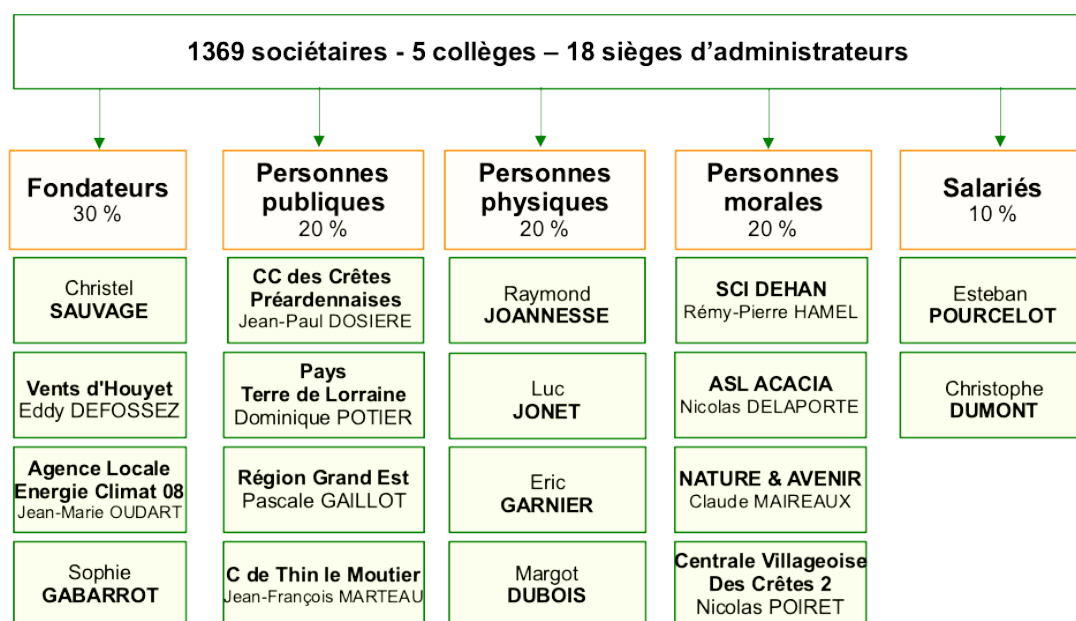 1369 sociétaires - 5 collèges – 18 sièges d’administrateurs
Fondateurs
30 %
Christel
SAUVAGE
Vents d'Houyet
Eddy DEFOSSEZ
Agence Locale
Energie Climat 08
Jean-Marie OUDART
Sophie
GABARROT
Personnes
publiques
20 %
CC des Crêtes
Préardennaises
Jean-Paul DOSIERE
Pays
Terre de Lorraine
Dominique POTIER
Région Grand Est
Pascale GAILLOT
C de Thin le Moutier
Jean-François MARTEAU
Personnes
physiques
20 %
Raymond
JOANNESSE
Luc
JONET
Eric
GARNIER
Margot
DUBOIS
Personnes
morales
20 %
SCI DEHAN
Rémy-Pierre HAMEL
ASL ACACIA
Nicolas DELAPORTE
NATURE & AVENIR
Claude MAIREAUX
Centrale Villageoise
Des Crêtes 2
Nicolas POIRET
Salariés
10 %
Esteban
POURCELOT
Christophe
DUMONT